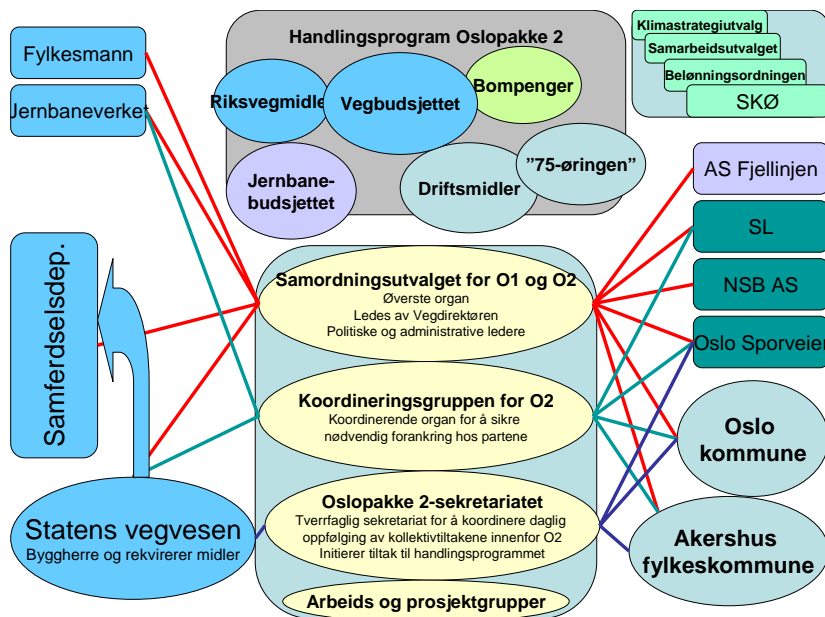 Fylkesmann
Jernbaneverket
Samferdselsdep.
Statens vegvesen
Byggherre og rekvirerer midler
Handlingsprogram Oslopakke 2
Riksvegmidle
Vegbudsjettet
Bompenger
Jernbane-
budsjettet
Driftsmidler
”75-øringen”
Klimastrategiutvalg
Samarbeidsutvalget
Belønningsordningen
SKØ
Samordningsutvalget for O1 og O2
Øverste organ
Ledes av Vegdirektøren
Politiske og administrative ledere
Koordineringsgruppen for O2
Koordinerende organ for å sikre
nødvendig forankring hos partene
Oslopakke 2-sekretariatet
Tverrfaglig sekretariat for å koordinere daglig
oppfølging av kollektivtiltakene innenfor O2
Initierer tiltak til handlingsprogrammet
Arbeids og prosjektgrupper
AS Fjellinjen
SL
NSB AS
Oslo Sporveier
Oslo
kommune
Akershus
fylkeskommune